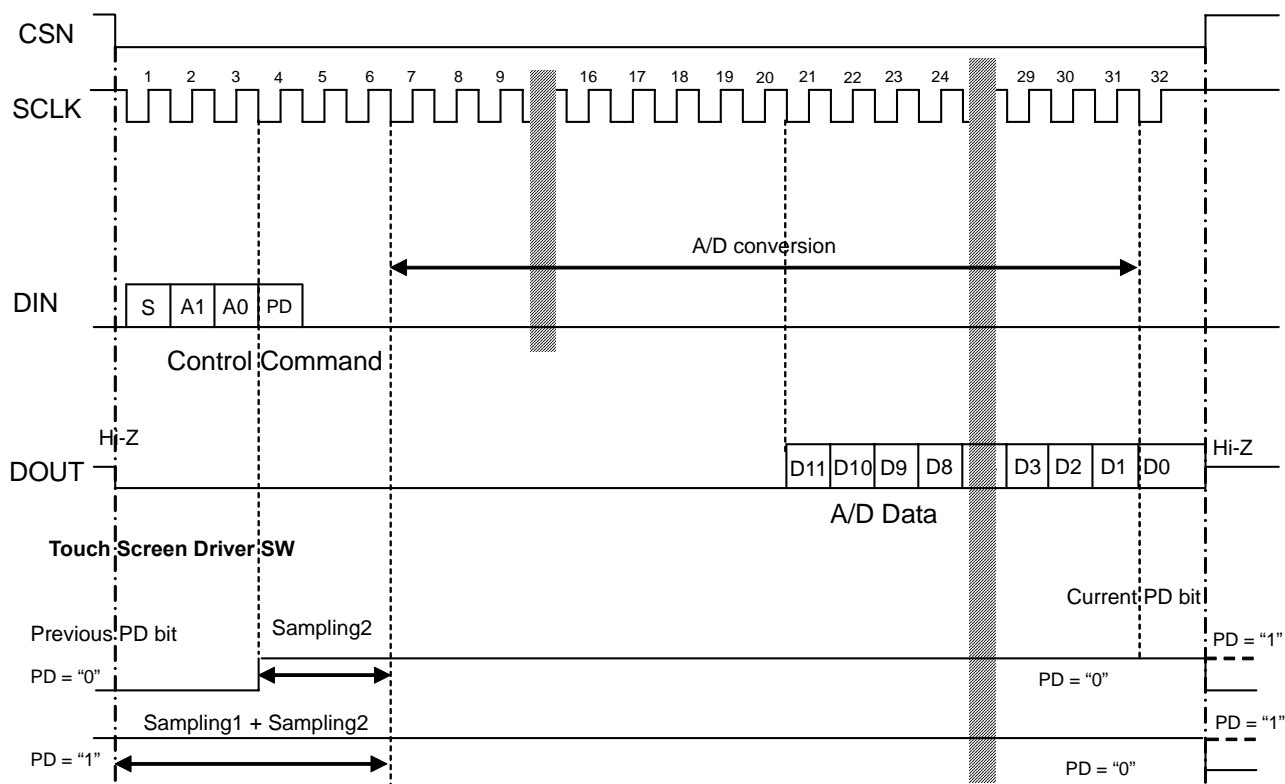 CSN
1 2 3 4 5 6 7 8 9 16 17 18 19 20 21 22 23 24 29 30 31 32
SCLK
A/D conversion
DIN
S A1 A0 PD
Control Command
Hi-Z
Hi-Z
DOUT
D11 D10 D9 D8 D3 D2 D1 D0
A/D Data
Touch Screen Driver SW
Current PD bit
Previous PD bit
Sampling2
PD = “1”
PD = “0”
PD = “0”
Sampling1 + Sampling2
PD = “1”
PD = “1”
PD = “0”